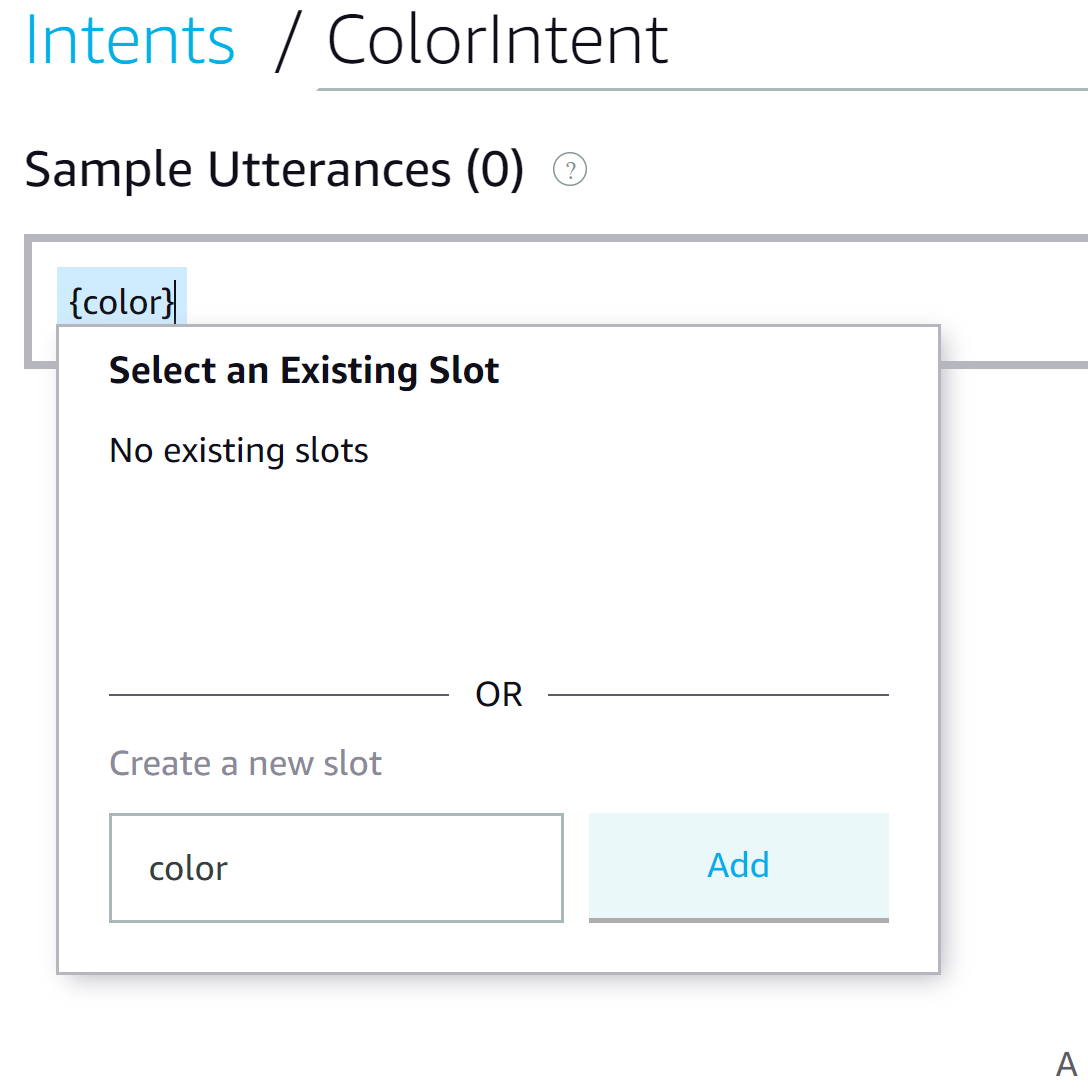 Intents / ColorIntent
Sample Utterances (0) ?
{color}
Select an Existing Slot
No existing slots
OR
Create a new slot
color Add
A